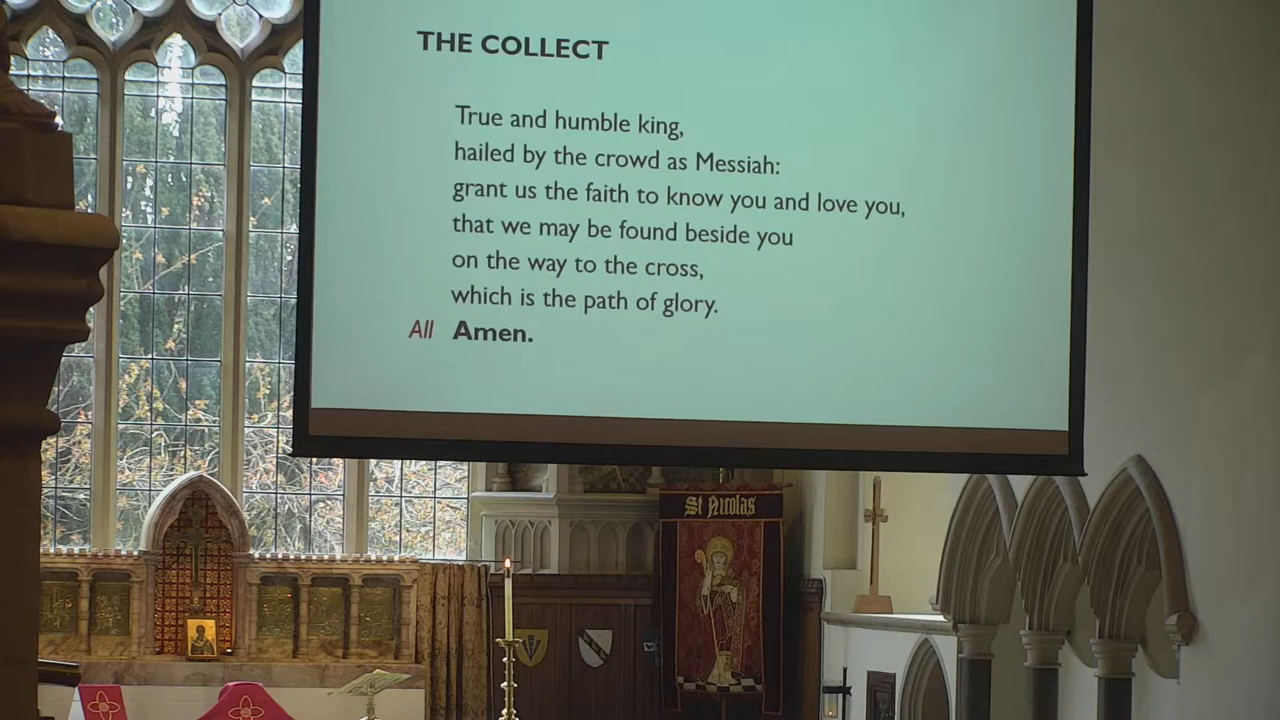 THE COLLECT
True and humble king,
hailed by the crowd as Messiah:
grant us the faith to know you and love you,
that we may be found beside you
on the way to the cross,
which is the path of glory.
All Amen.
St Nicolas